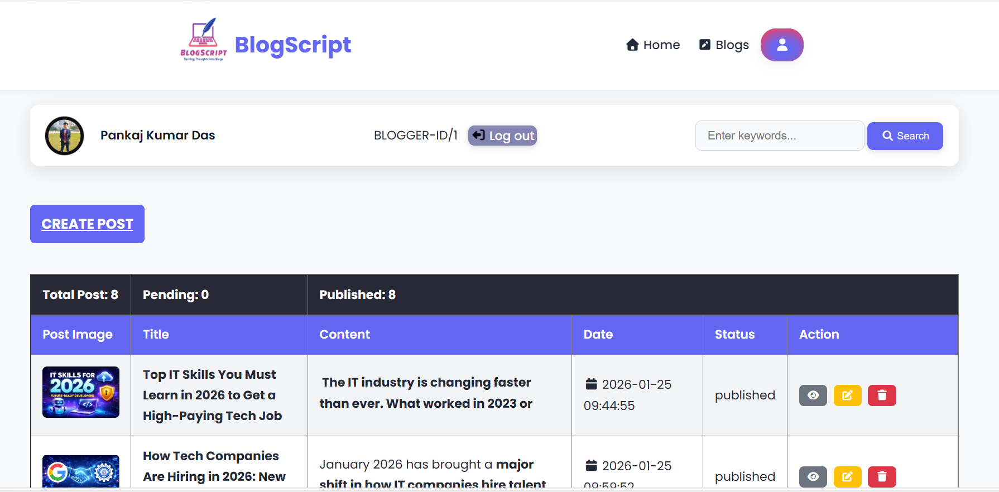 BLOGSCRIPT
Turning Thoughts into Blogs
BlogScript
Home
Blogs
Pankaj Kumar Das
BLOGGER-ID/1
Log out
Enter keywords...
Search
CREATE POST
Total Post: 8
Pending: 0
Published: 8
Post Image
Title
Content
Date
Status
Action
IT SKILLS FOR
2026
FUTURE-READY DEVELOPERS
</>
AI
Top IT Skills You Must
Learn in 2026 to Get a
High-Paying Tech Job
The IT industry is changing faster
than ever. What worked in 2023 or
2026-01-25
09:44:55
published
How Tech Companies
Are Hiring in 2026: New
January 2026 has brought a major
shift in how IT companies hire talent
2026-01-25
09:59:52
published